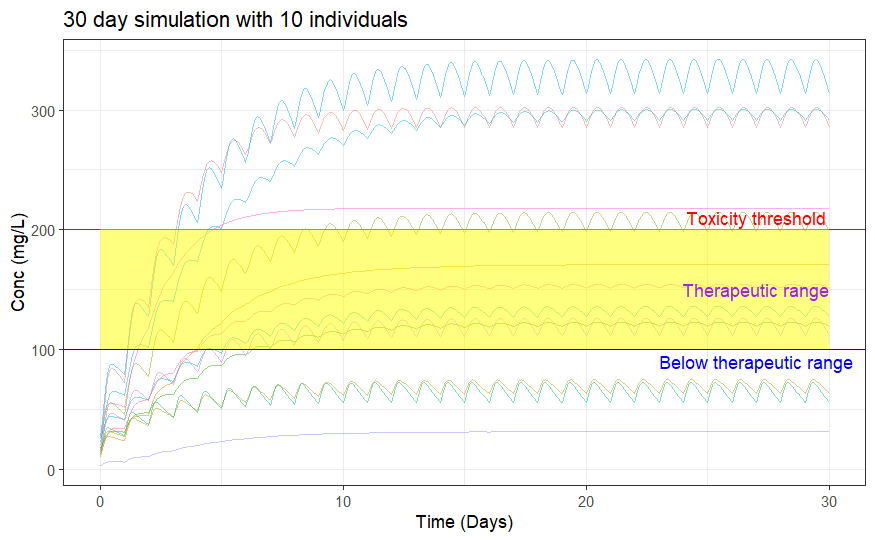 30 day simulation with 10 individuals
Conc (mg/L)
300
200
100
0
Toxicity threshold
Therapeutic range
Below therapeutic range
0
10
20
30
Time (Days)